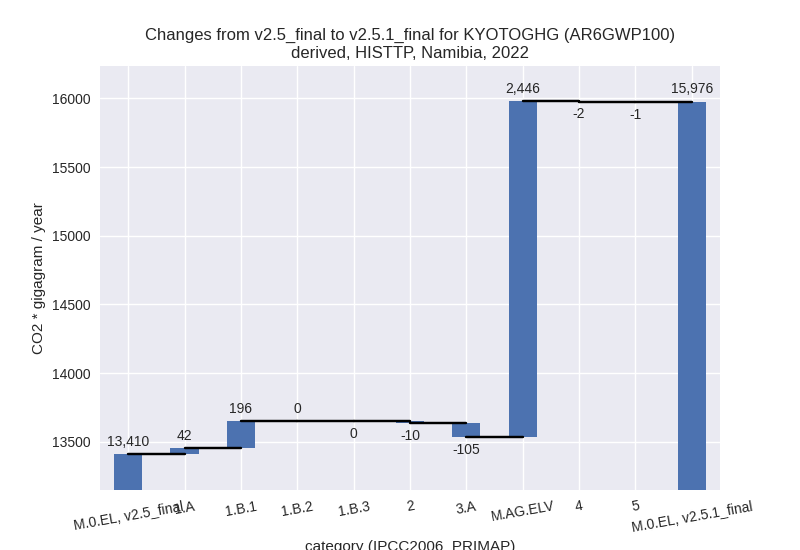 Changes from v2.5_final to v2.5.1_final for KYOTOGHG (AR6GWP100)
derived, HISTTP, Namibia, 2022
CO2 * gigagram / year
16000
15500
15000
14500
14000
13500
13,410
42
196
0
0
-10
-105
2,446
-2
-1
15,976
M.0.EL, v2.5_final
1.A
1.B.1
1.B.2
1.B.3
2
3.A
M.AG.ELV
4
5
M.0.EL, v2.5.1_final
category (IPCC2006_PRIMAP)